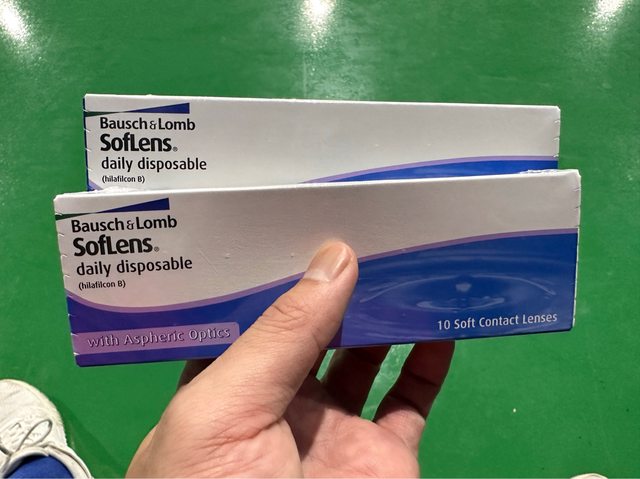 Bausch & Lomb
SofLens®
daily disposable
(hilafilcon B)
Bausch & Lomb
SofLens®
daily disposable
(hilafilcon B)
with Aspheric Optics
10 Soft Contact Lenses